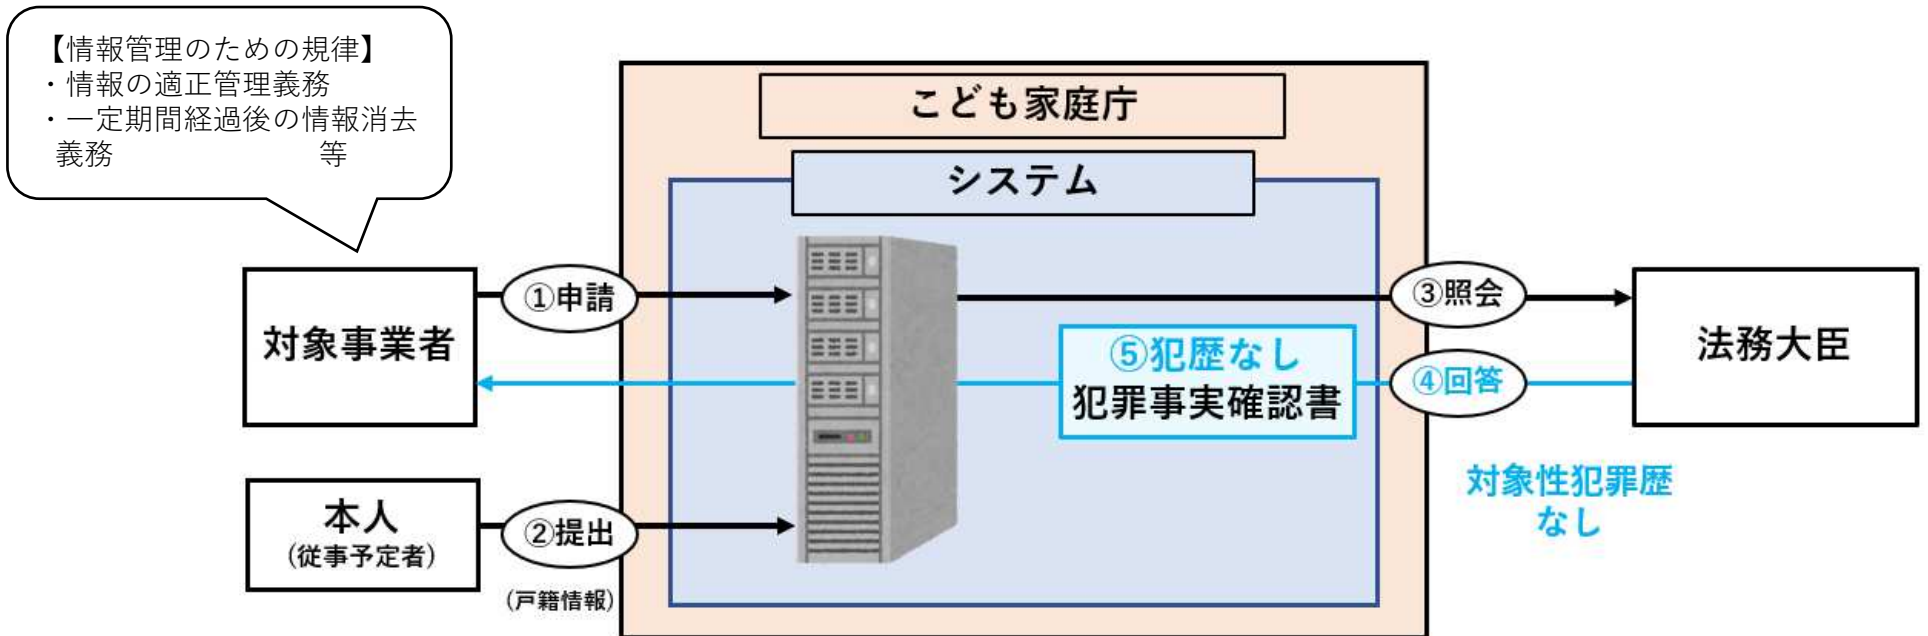 【情報管理のための規律】
・情報の適正管理義務
・一定期間経過後の情報消去
義務 等
こども家庭庁
システム
対象事業者
①申請
③照会
法務大臣
⑤犯歴なし
犯罪事実確認書
④回答
対象性犯罪歴
なし
本人
(従事予定者)
②提出
(戸籍情報)